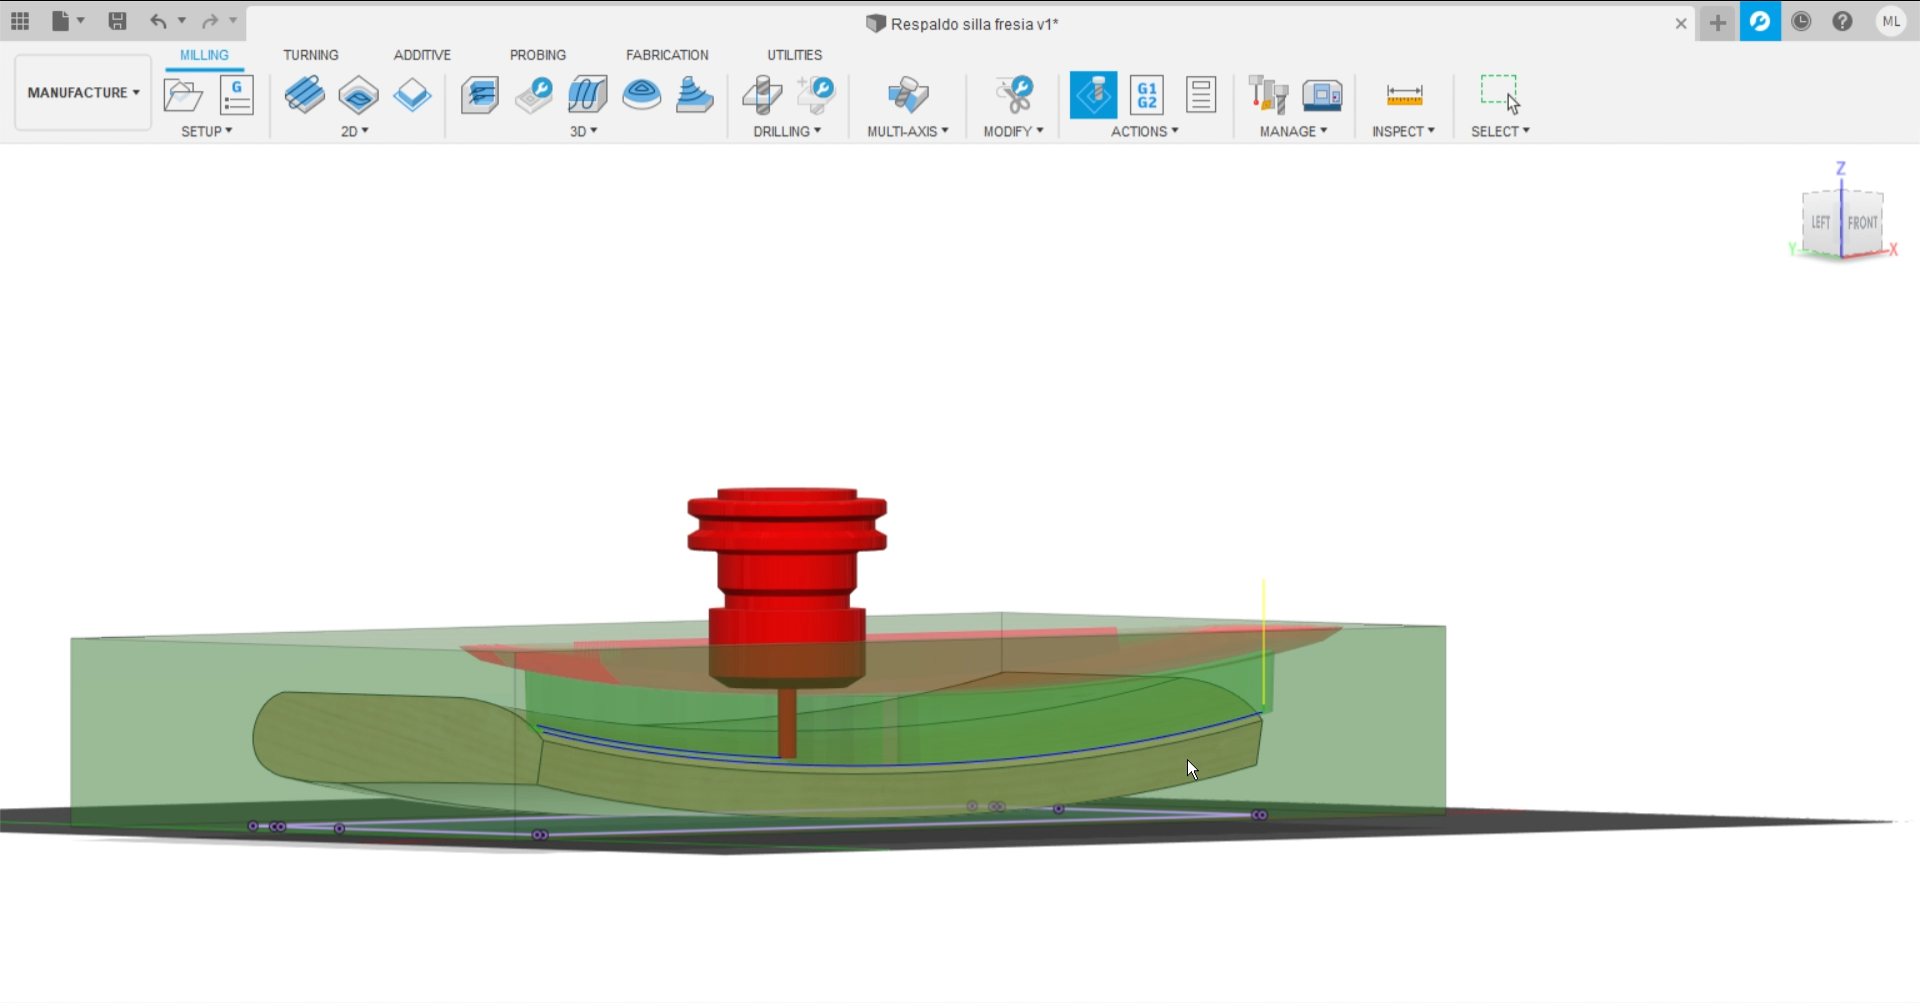 Respaldo silla fresia v1*
ML
MILLING TURNING ADDITIVE PROBING FABRICATION UTILITIES
MANUFACTURE
G
G1
G2
SETUP 2D 3D DRILLING MULTI-AXIS MODIFY ACTIONS MANAGE INSPECT SELECT
Z
LEFT FRONT
Y X